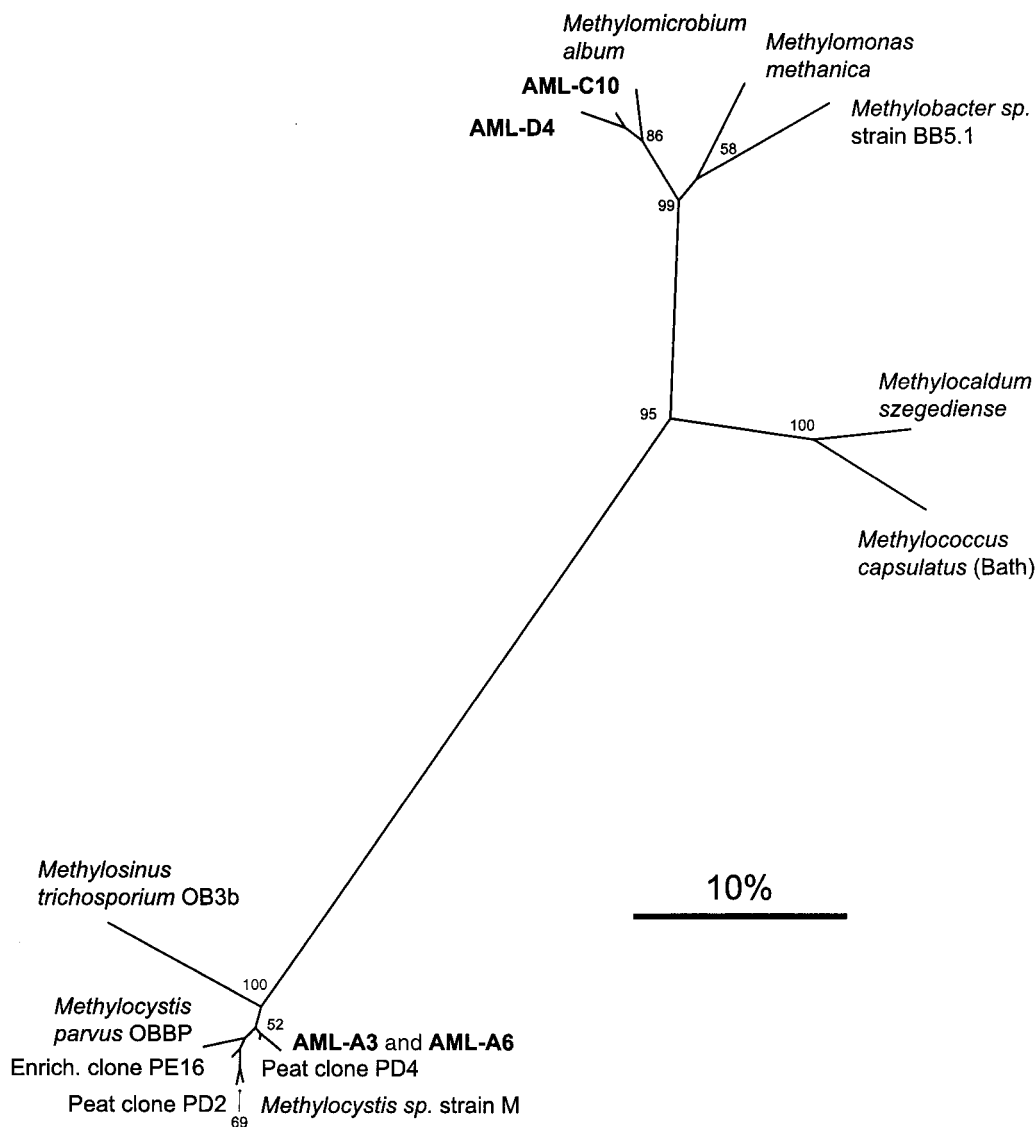 Methylomicrobium
album
Methylomonas
methanica
AML-C10
Methylobacter sp.
strain BB5.1
AML-D4
86
58
99
Methylocaldum
szegediense
95
100
Methylococcus
capsulatus (Bath)
10%
Methylosinus
trichosporium OB3b
100
Methylocystis
parvus OBBP
52
AML-A3 and AML-A6
Enrich. clone PE16
Peat clone PD4
Peat clone PD2
Methylocystis sp. strain M
69